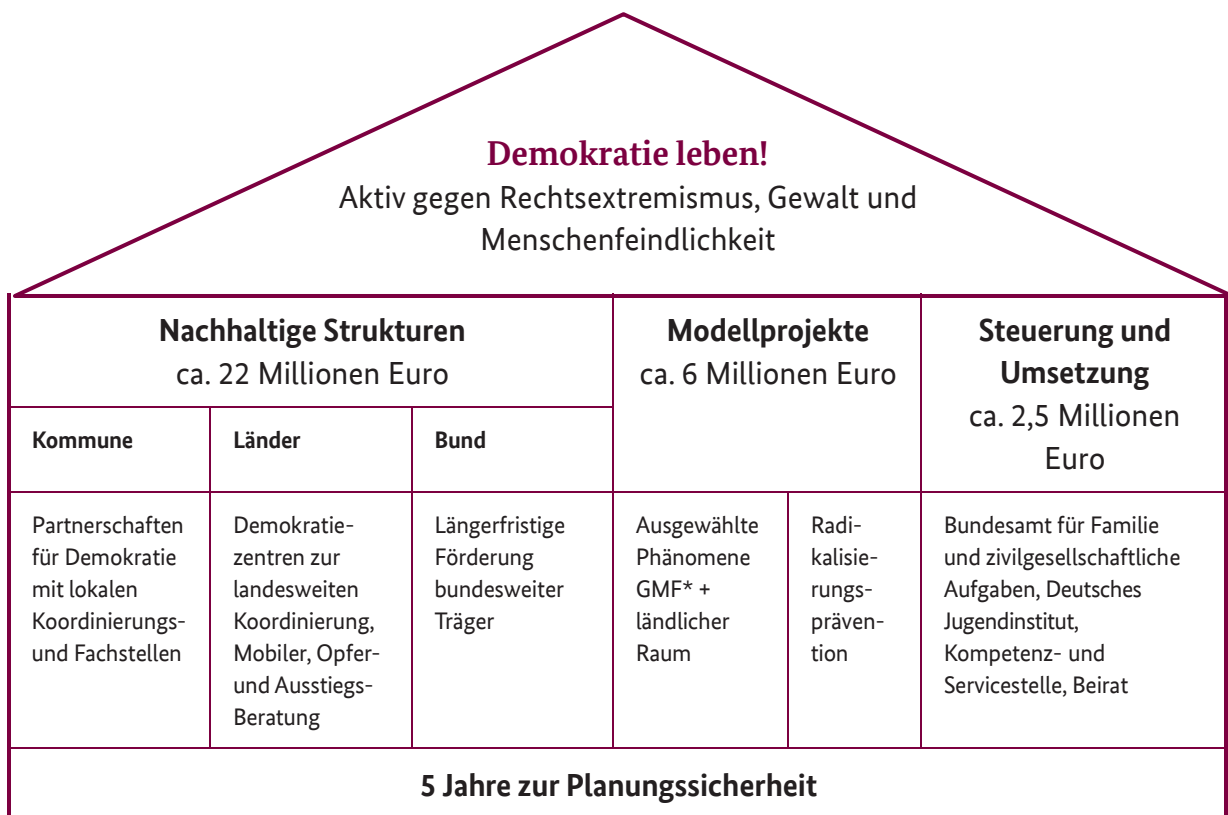 Demokratie leben!
Aktiv gegen Rechtsextremismus, Gewalt und
Menschenfeindlichkeit
Nachhaltige Strukturen
ca. 22 Millionen Euro
Modellprojekte
ca. 6 Millionen Euro
Steuerung und
Umsetzung
ca. 2,5 Millionen
Euro
Kommune
Länder
Bund
Partnerschaften
für Demokratie
mit lokalen
Koordinierungs-
und Fachstellen
Demokratie-
zentren zur
landesweiten
Koordinierung,
Mobiler, Opfer-
und Ausstiegs-
Beratung
Längerfristige
Förderung
bundesweiter
Träger
Ausgewählte
Phänomene
GMF* +
ländlicher
Raum
Radi-
kalisie-
rungs-
präven-
tion
Bundesamt für Familie
und zivilgesellschaftliche
Aufgaben, Deutsches
Jugendinstitut,
Kompetenz- und
Servicestelle, Beirat
5 Jahre zur Planungssicherheit